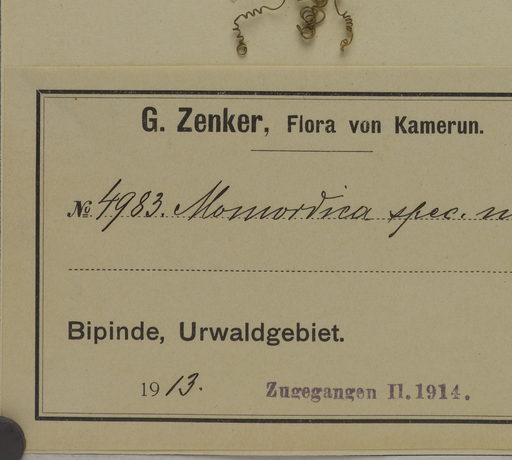 G. Zenker, Flora von Kamerun.
№ 4983. Momordica spec. n
Bipinde, Urwaldgebiet.
1913. Zugegangen II. 1914.